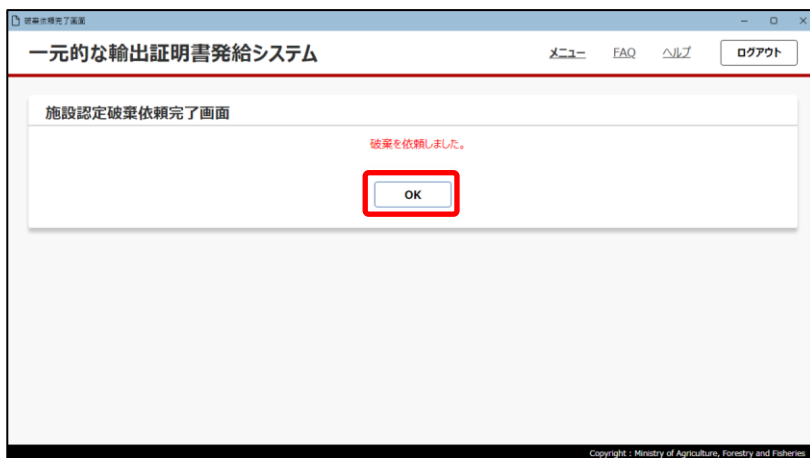 破棄依頼完了画面
一元的な輸出証明書発給システム
メニュー FAQ ヘルプ ログアウト
施設認定破棄依頼完了画面
破棄を依頼しました。
OK
Copyright : Ministry of Agriculture, Forestry and Fisheries